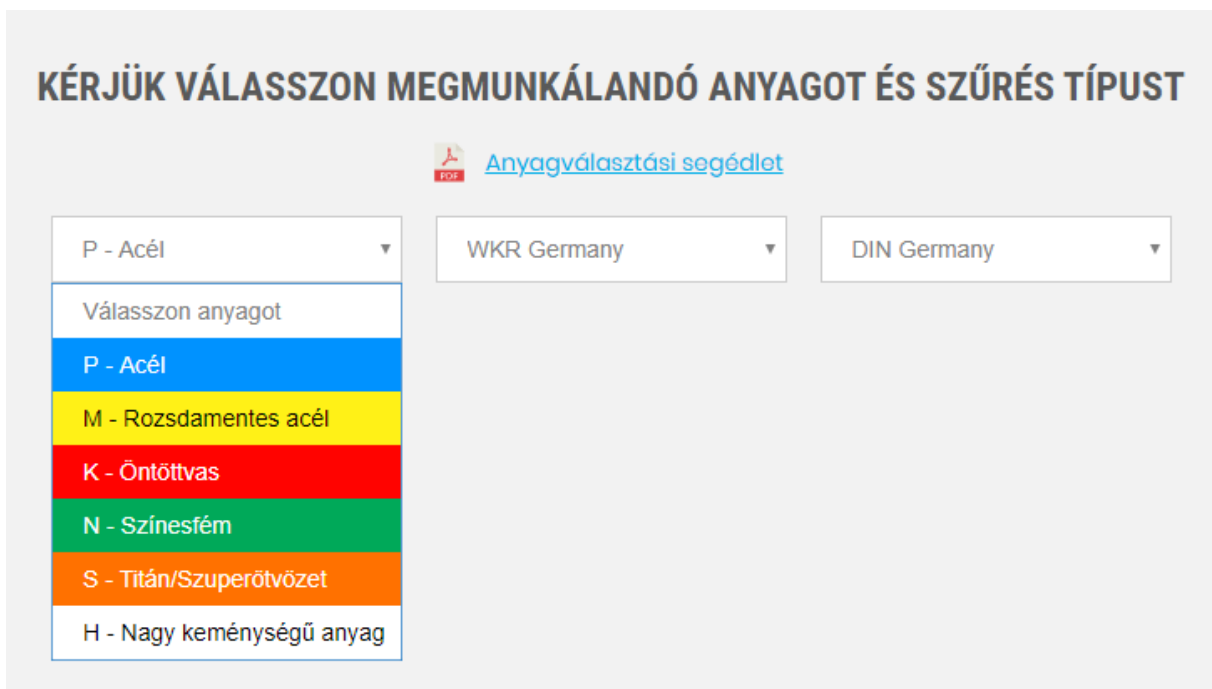 KÉRJÜK VÁLASSZON MEGMUNKÁLANDÓ ANYAGOT ÉS SZŰRÉS TÍPUST
PDF Anyagválasztási segédlet
P - Acél
WKR Germany
DIN Germany
Válasszon anyagot
P - Acél
M - Rozsdamentes acél
K - Öntöttvas
N - Színesfém
S - Titán/Szuperötvözet
H - Nagy keménységű anyag